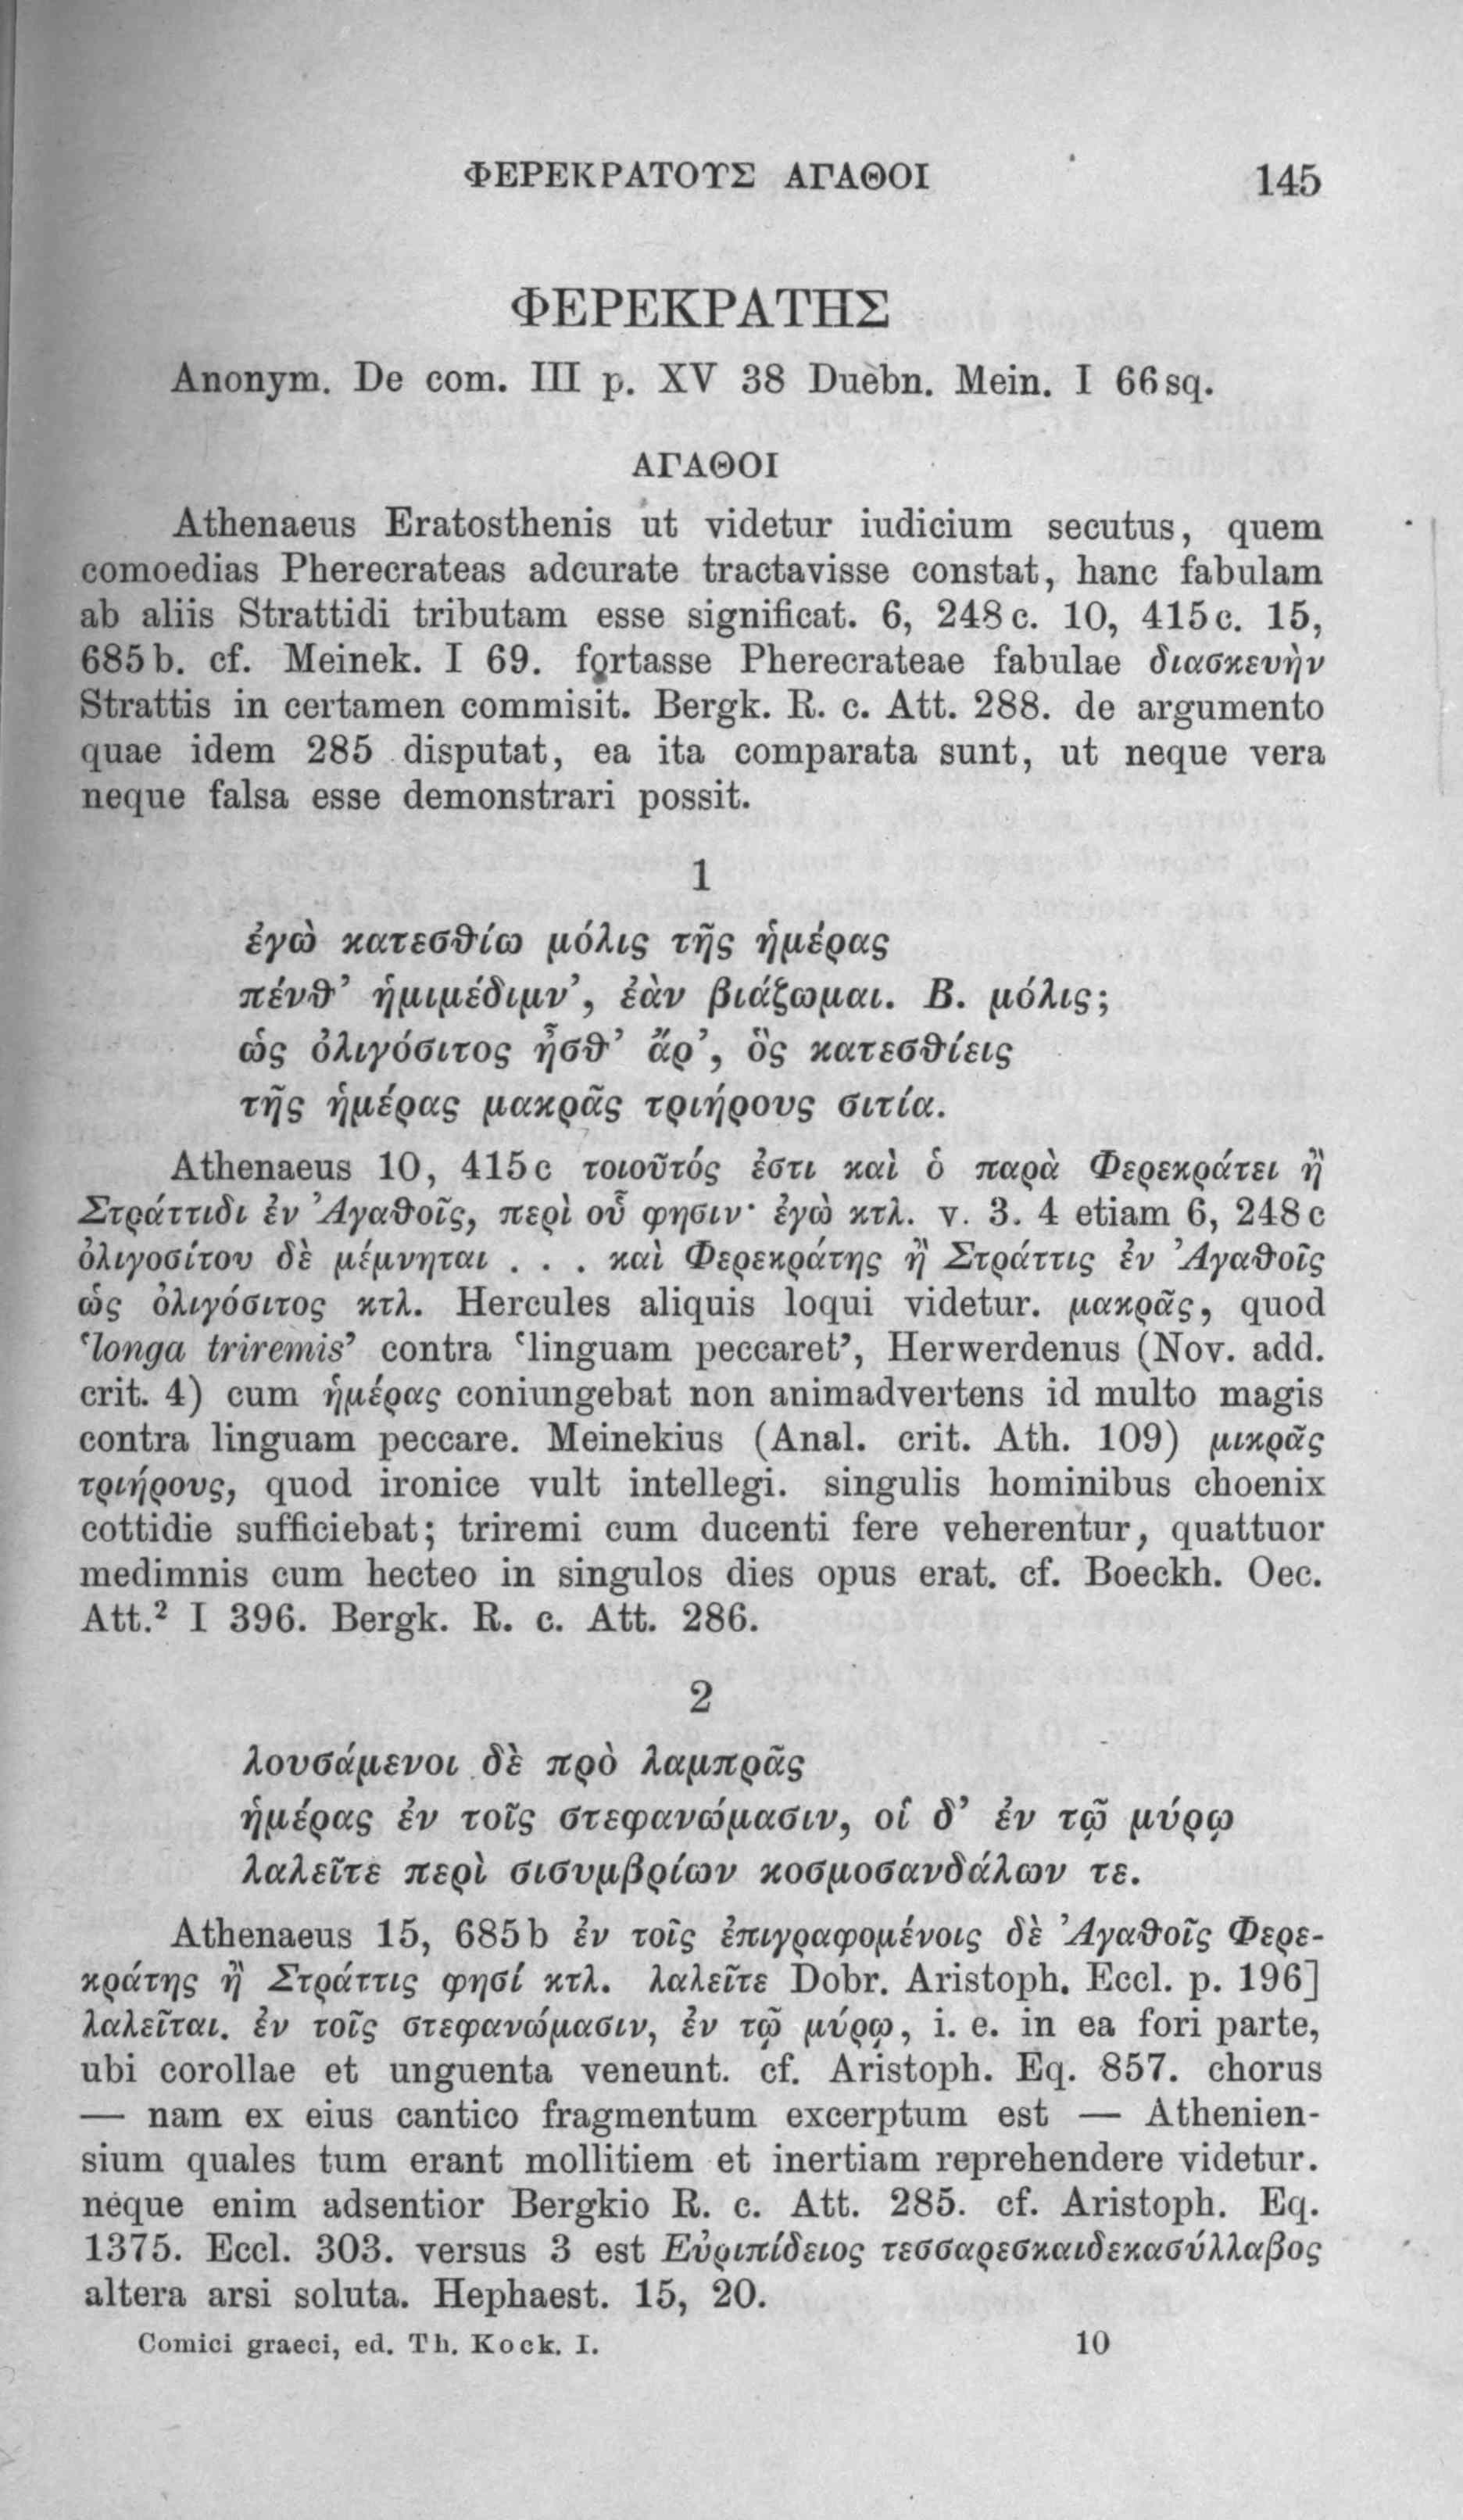 ΦΕΡΕΚΡΑΤΟΥΣ ΑΓΑΘΟΙ 145
ΦΕΡΕΚΡΑΤΗΣ
Anonym. De com. III p. XV 38 Duebn. Mein. I 66 sq.
ΑΓΑΘΟΙ
Athenaeus Eratosthenis ut videtur iudicium secutus, quem
comoedias Pherecrateas adcurate tractavisse constat, hanc fabulam
ab aliis Strattidi tributam esse significat. 6, 248 c. 10, 415 c. 15,
685 b. cf. Meinek. I 69. fortasse Pherecrateae fabulae διασκευὴν
Strattis in certamen commisit. Bergk. R. c. Att. 288. de argumento
quae idem 285 disputat, ea ita comparata sunt, ut neque vera
neque falsa esse demonstrari possit.
1
ἐγὼ κατεσθίω μόλις τῆς ἡμέρας
πένθ’ ἡμιμέδιμν’, ἐὰν βιάζωμαι. Β. μόλις;
ὡς ὀλιγόσιτος ἦσθ’ ἄρ’, ὃς κατεσθίεις
τῆς ἡμέρας μακρᾶς τριήρους σιτία.
Athenaeus 10, 415 c τοιοῦτός ἐστι καὶ ὁ παρὰ Φερεκράτει ἢ
Στράττιδι ἐν Ἀγαθοῖς, περὶ οὗ φησιν· ἐγὼ κτλ. v. 3. 4 etiam 6, 248 c
ὀλιγοσίτου δὲ μέμνηται . . . καὶ Φερεκράτης ἢ Στράττις ἐν Ἀγαθοῖς
ὡς ὀλιγόσιτος κτλ. Hercules aliquis loqui videtur. μακρᾶς, quod
‘longa triremis’ contra ‘linguam peccaret’, Herwerdenus (Nov. add.
crit. 4) cum ἡμέρας coniungebat non animadvertens id multo magis
contra linguam peccare. Meinekius (Anal. crit. Ath. 109) μικρᾶς
τριήρους, quod ironice vult intellegi. singulis hominibus choenix
cottidie sufficiebat; triremi cum ducenti fere veherentur, quattuor
medimnis cum hecteo in singulos dies opus erat. cf. Boeckh. Oec.
Att.² I 396. Bergk. R. c. Att. 286.
2
λουσάμενοι δὲ πρὸ λαμπρᾶς
ἡμέρας ἐν τοῖς στεφανώμασιν, οἱ δ’ ἐν τῷ μύρῳ
λαλεῖτε περὶ σισυμβρίων κοσμοσανδάλων τε.
Athenaeus 15, 685 b ἐν τοῖς ἐπιγραφομένοις δὲ Ἀγαθοῖς Φερε-
κράτης ἢ Στράττις φησί κτλ. λαλεῖτε Dobr. Aristoph. Eccl. p. 196]
λαλεῖται. ἐν τοῖς στεφανώμασιν, ἐν τῷ μύρῳ, i. e. in ea fori parte,
ubi corollae et unguenta veneunt. cf. Aristoph. Eq. 857. chorus
— nam ex eius cantico fragmentum excerptum est — Athenien-
sium quales tum erant mollitiem et inertiam reprehendere videtur.
neque enim adsentior Bergkio R. c. Att. 285. cf. Aristoph. Eq.
1375. Eccl. 303. versus 3 est Εὐριπίδειος τεσσαρεσκαιδεκασύλλαβος
altera arsi soluta. Hephaest. 15, 20.
Comici graeci, ed. Th. Kock. I. 10